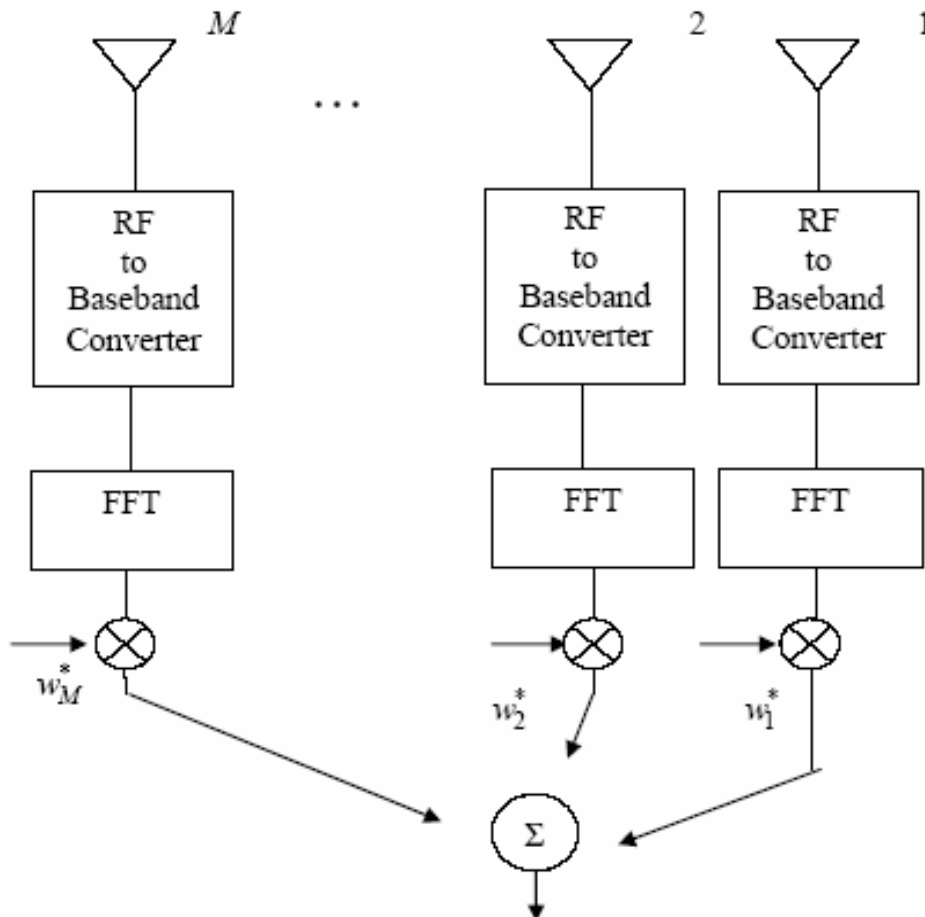 M
2
1
...
RF
to
Baseband
Converter
RF
to
Baseband
Converter
RF
to
Baseband
Converter
FFT
FFT
FFT
w*M
w*2
w*1
Σ